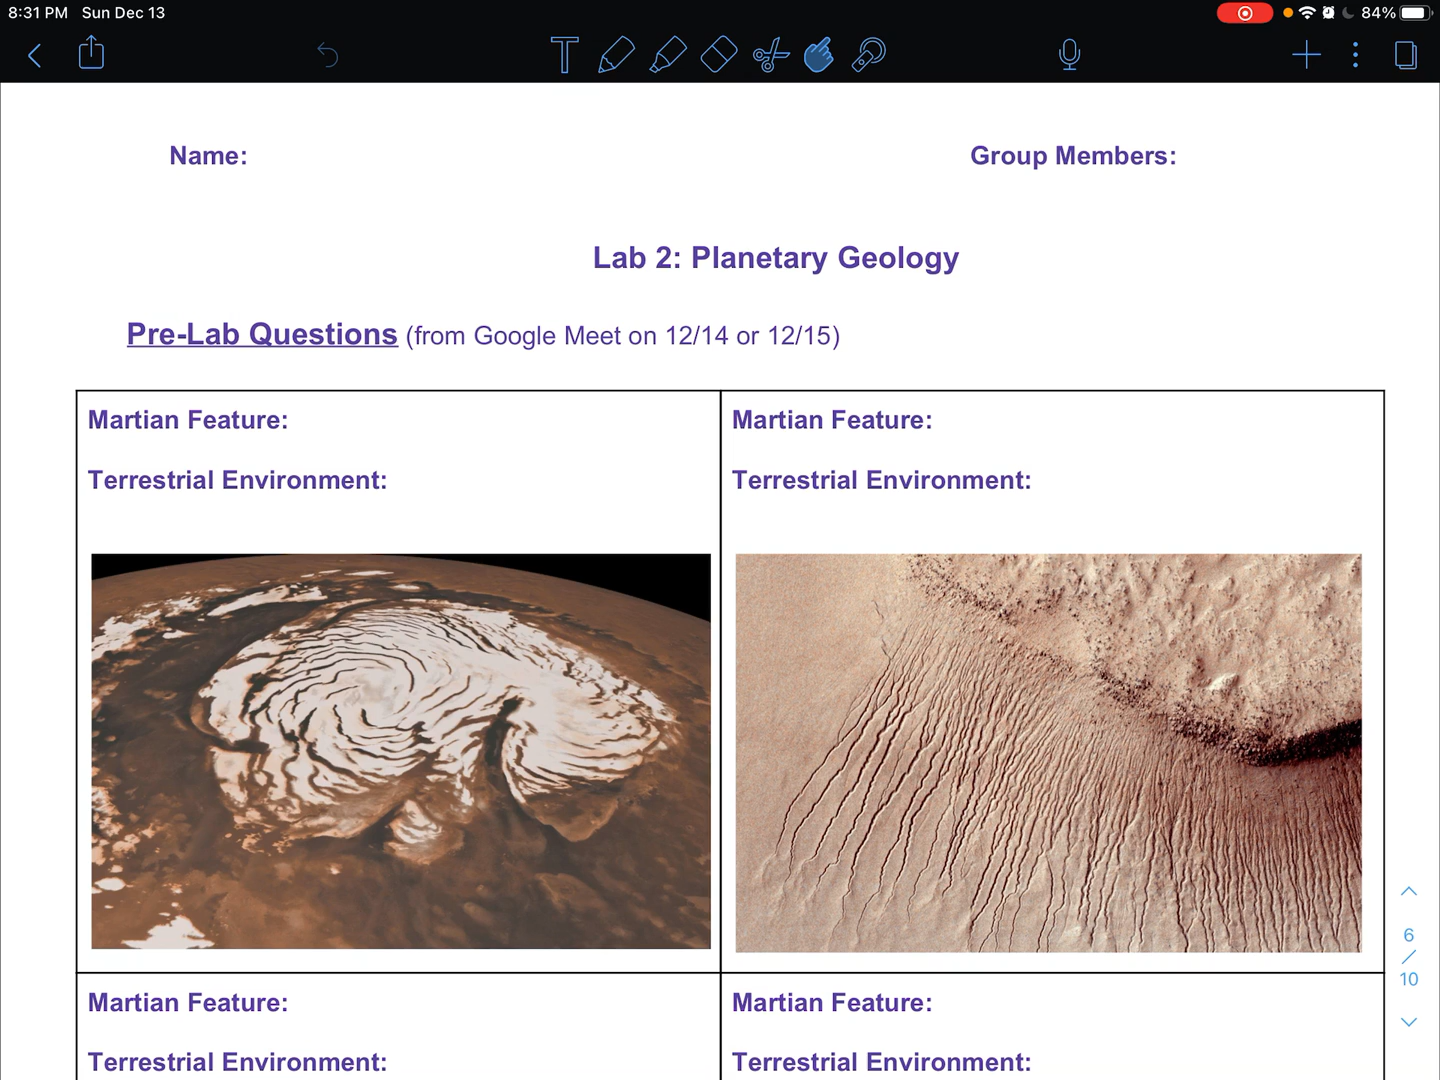 8:31 PM Sun Dec 13
84%
Name:
Group Members:
Lab 2: Planetary Geology
Pre-Lab Questions (from Google Meet on 12/14 or 12/15)
Martian Feature:
Terrestrial Environment:
Martian Feature:
Terrestrial Environment:
Martian Feature:
Terrestrial Environment:
Martian Feature:
Terrestrial Environment:
6
/
10